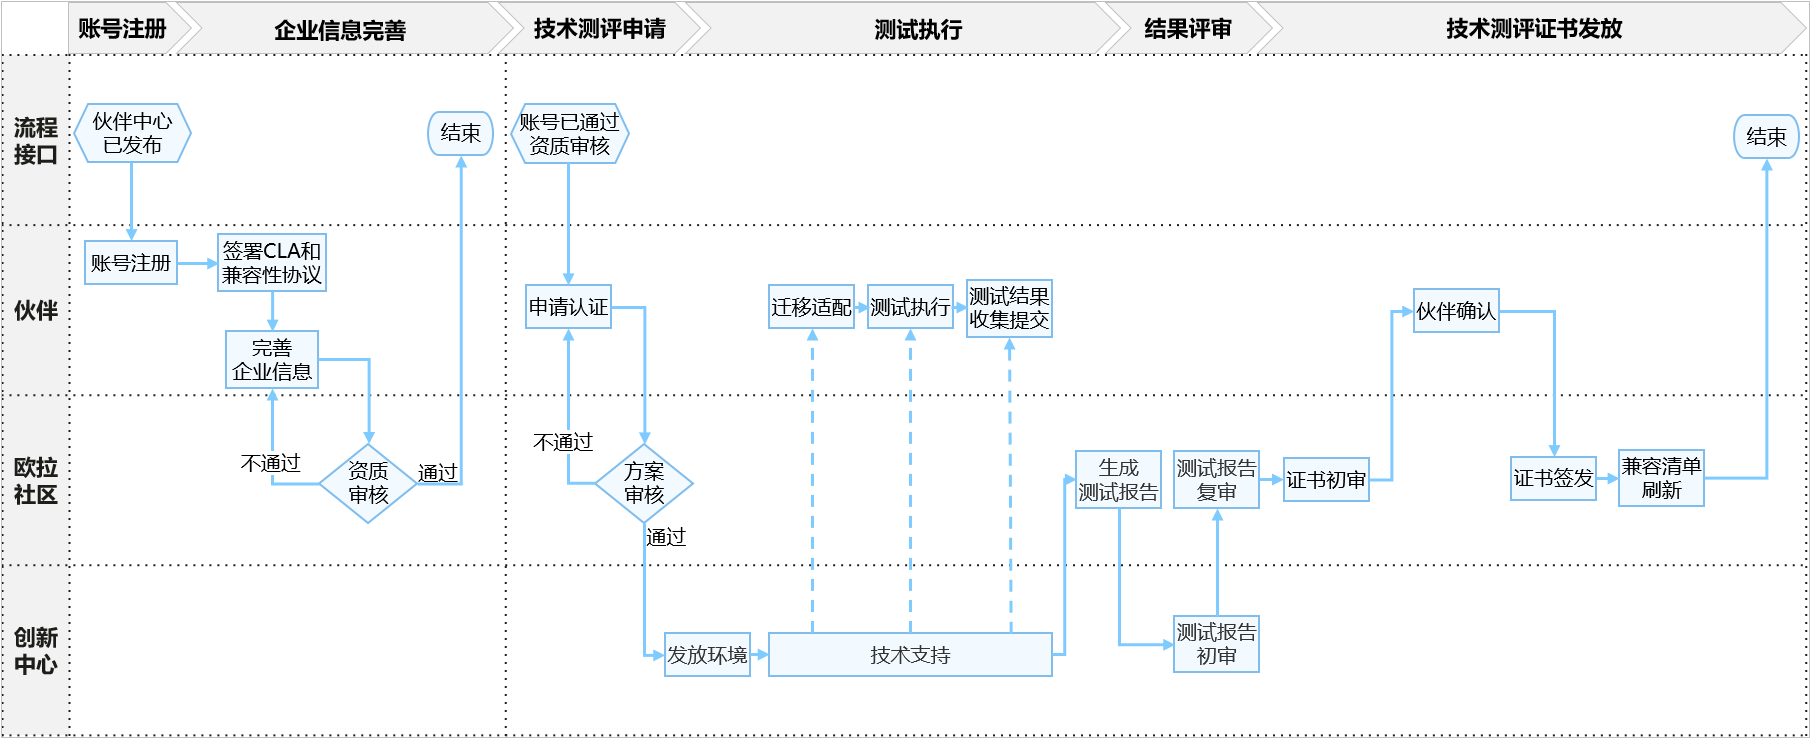 账号注册
企业信息完善
技术测评申请
测试执行
结果评审
技术测评证书发放
流程
接口
伙伴中心
已发布
结束
账号已通过
资质审核
结束
伙伴
账号注册
签署CLA和
兼容性协议
完善
企业信息
申请认证
迁移适配
测试执行
测试结果
收集提交
伙伴确认
欧拉
社区
不通过
资质
审核
通过
不通过
方案
审核
通过
生成
测试报告
测试报告
复审
证书初审
证书签发
兼容清单
刷新
创新
中心
发放环境
技术支持
测试报告
初审